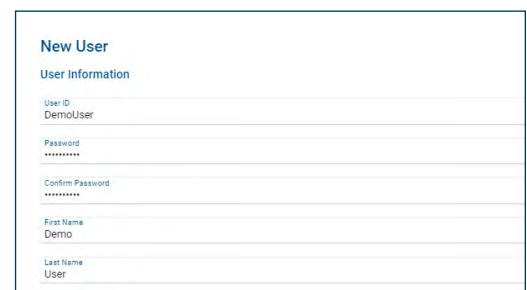 New User
User Information
User ID
DemoUser
Password
••••••••••
Confirm Password
••••••••••
First Name
Demo
Last Name
User